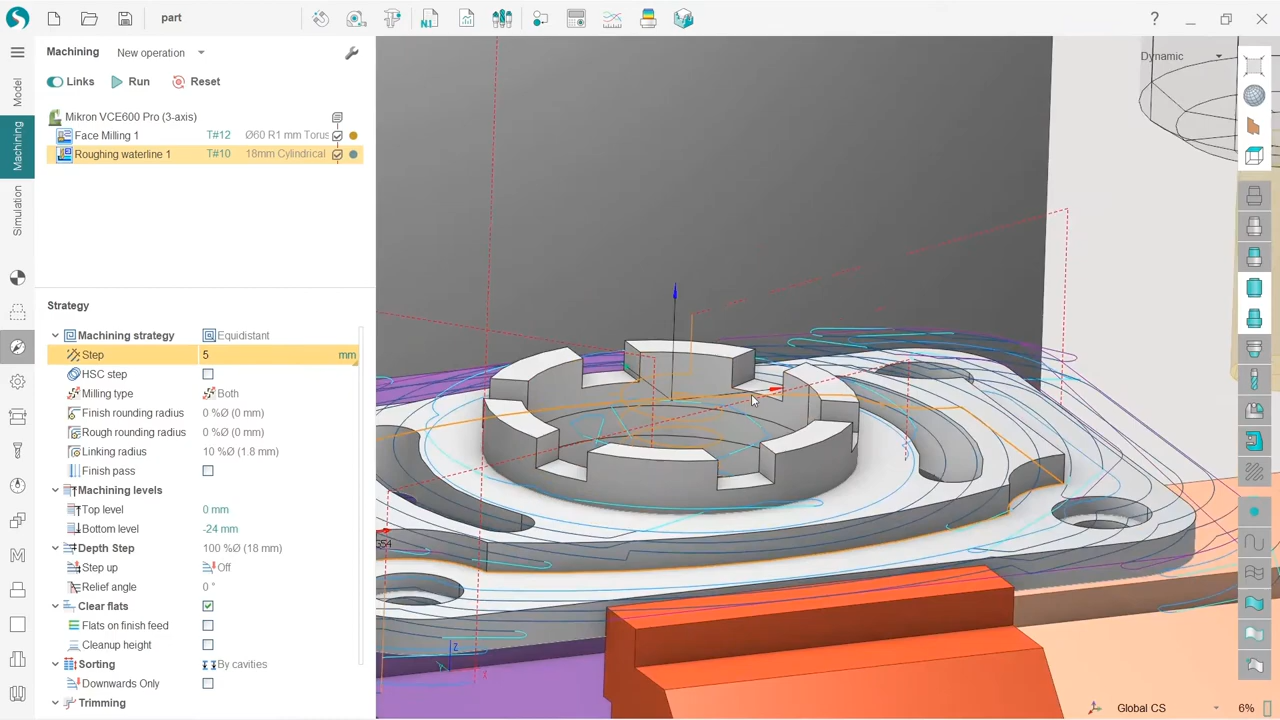 part
?
Machining New operation
Links Run Reset
Mikron VCE600 Pro (3-axis)
Face Milling 1 T#12 Ø60 R1 mm Torus
Roughing waterline 1 T#10 18mm Cylindrical
Model
Machining
Simulation
Strategy
Machining strategy Equidistant
Step 5 mm
HSC step
Milling type Both
Finish rounding radius 0 %Ø (0 mm)
Rough rounding radius 0 %Ø (0 mm)
Linking radius 10 %Ø (1.8 mm)
Finish pass
Machining levels
Top level 0 mm
Bottom level -24 mm
Depth Step 100 %Ø (18 mm)
Step up Off
Relief angle 0 °
Clear flats
Flats on finish feed
Cleanup height
Sorting By cavities
Downwards Only
Trimming
Dynamic
G54
Z
Global CS 6%